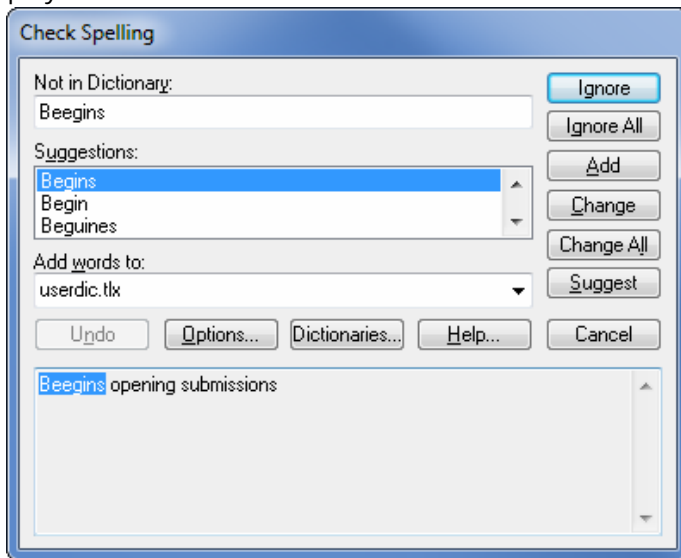 Check Spelling
Not in Dictionary:
Beegins
Suggestions:
Begins
Begin
Beguines
Add words to:
userdic.tlx
Ignore
Ignore All
Add
Change
Change All
Suggest
Undo
Options...
Dictionaries...
Help...
Cancel
Beegins opening submissions